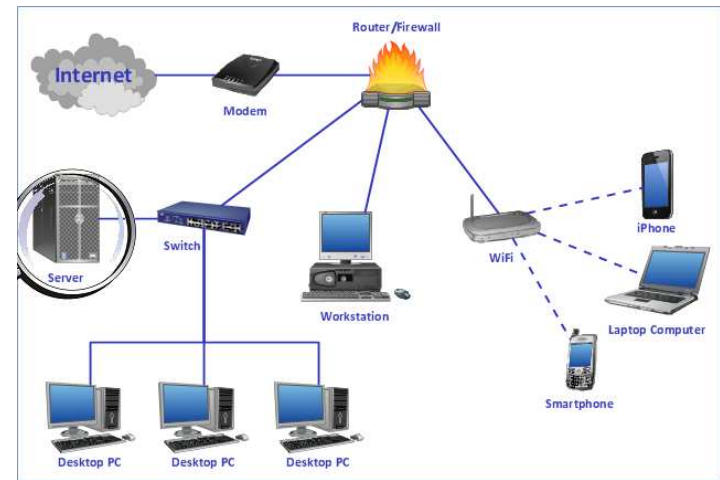 Router/Firewall
Internet
Modem
iPhone
Switch
WiFi
Server
Workstation
Laptop Computer
Smartphone
Desktop PC
Desktop PC
Desktop PC